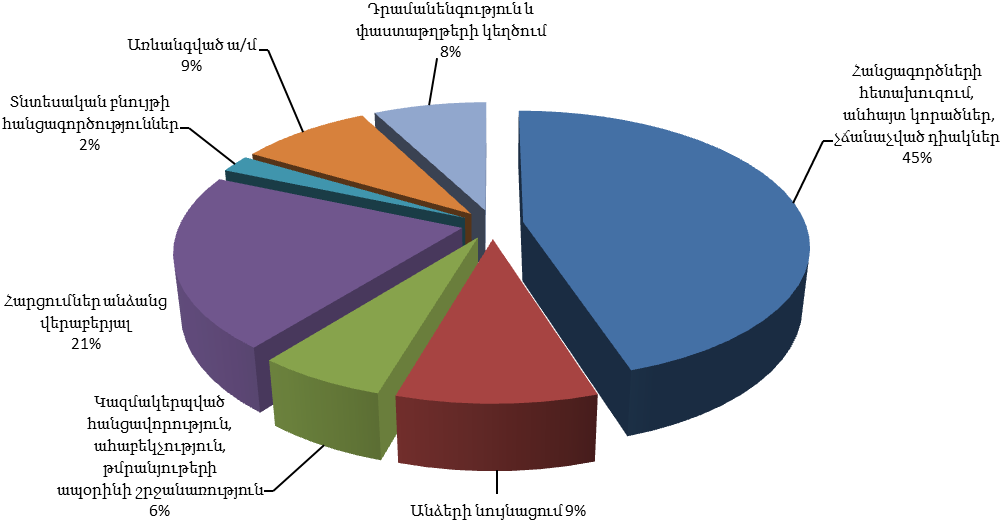 Դրամանենգություն և
փաստաթղթերի կեղծում
8%
Առևանգված ա/մ
9%
Տնտեսական բնույթի
հանցագործություններ
2%
Հանցագործների
հետախուզում,
անհայտ կորածներ,
չճանաչված դիակներ
45%
Հարցումներ անձանց
վերաբերյալ
21%
Կազմակերպված
հանցավորություն,
ահաբեկչություն,
թմրանյութերի
ապօրինի շրջանառություն
6%
Անձերի նույնացում 9%